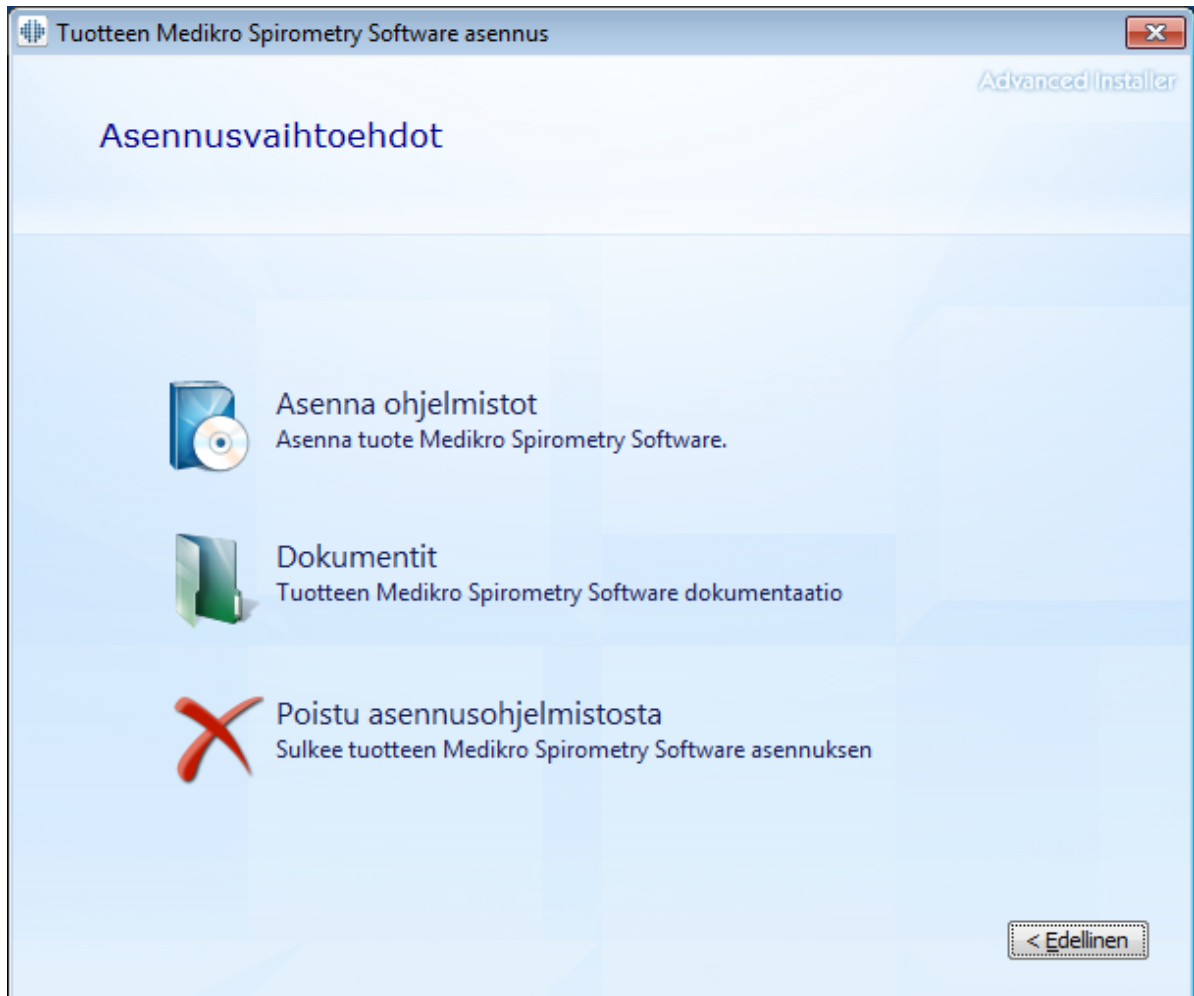 Tuotteen Medikro Spirometry Software asennus
Advanced Installer
Asennusvaihtoehdot
Asenna ohjelmistot
Asenna tuote Medikro Spirometry Software.
Dokumentit
Tuotteen Medikro Spirometry Software dokumentaatio
Poistu asennusohjelmistosta
Sulkee tuotteen Medikro Spirometry Software asennuksen
< Edellinen